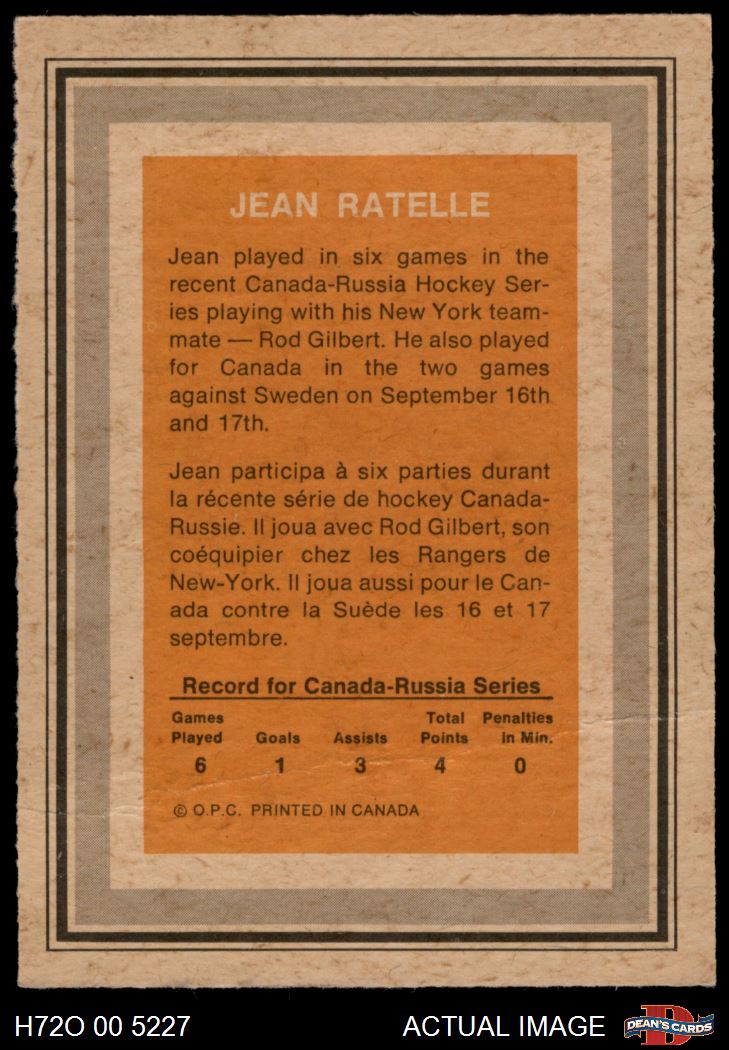 JEAN RATELLE
Jean played in six games in the
recent Canada-Russia Hockey Ser-
ies playing with his New York team-
mate — Rod Gilbert. He also played
for Canada in the two games
against Sweden on September 16th
and 17th.
Jean participa à six parties durant
la récente série de hockey Canada-
Russie. Il joua avec Rod Gilbert, son
coéquipier chez les Rangers de
New-York. Il joua aussi pour le Can-
ada contre la Suède les 16 et 17
septembre.
Record for Canada-Russia Series
Games Total Penalties
Played Goals Assists Points In Min.
6 1 3 4 0
© O.P.C. PRINTED IN CANADA
H72O 00 5227 ACTUAL IMAGE D DEAN'S CARDS